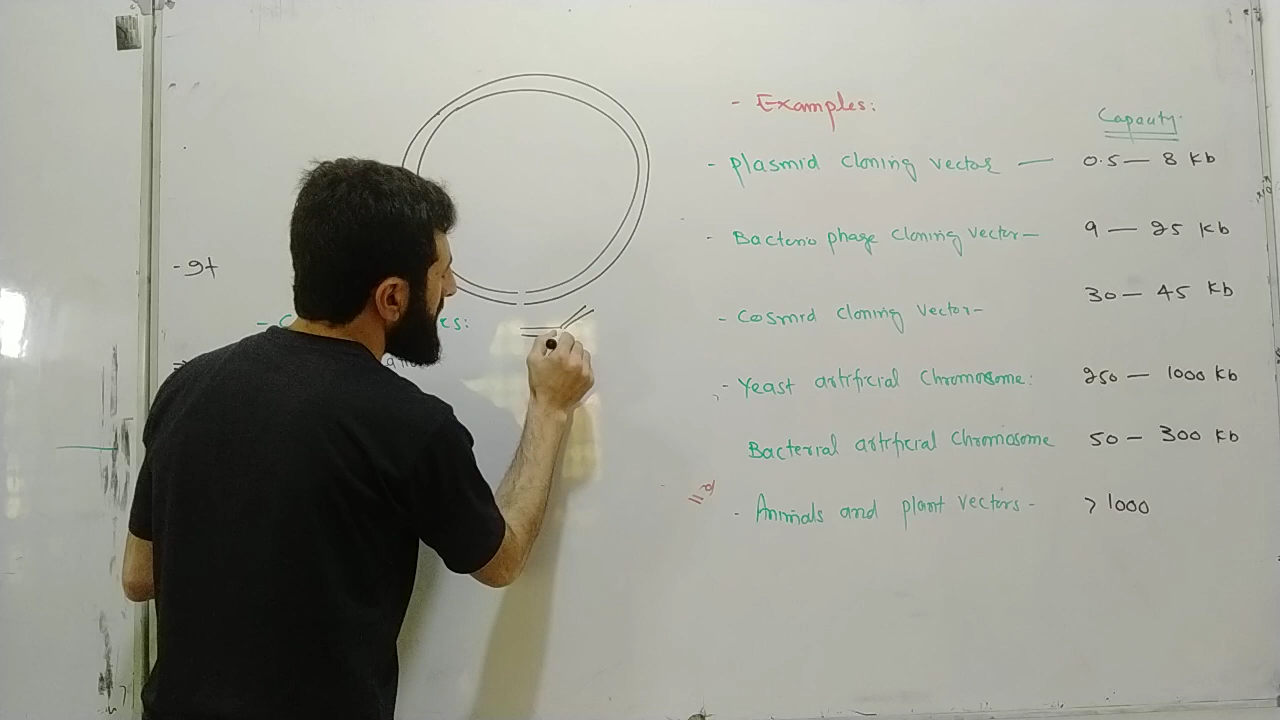 - Examples:
Capacity.
- Plasmid cloning vector — 0.5 — 8 Kb
- Bacterio phage cloning vector — 9 — 25 Kb
- Cosmid cloning vector - 30 — 45 Kb
- Yeast artificial chromosome: 250 — 1000 Kb
Bacterial artificial chromosome 50 — 300 Kb
- Animals and plant vectors - > 1000
- gt